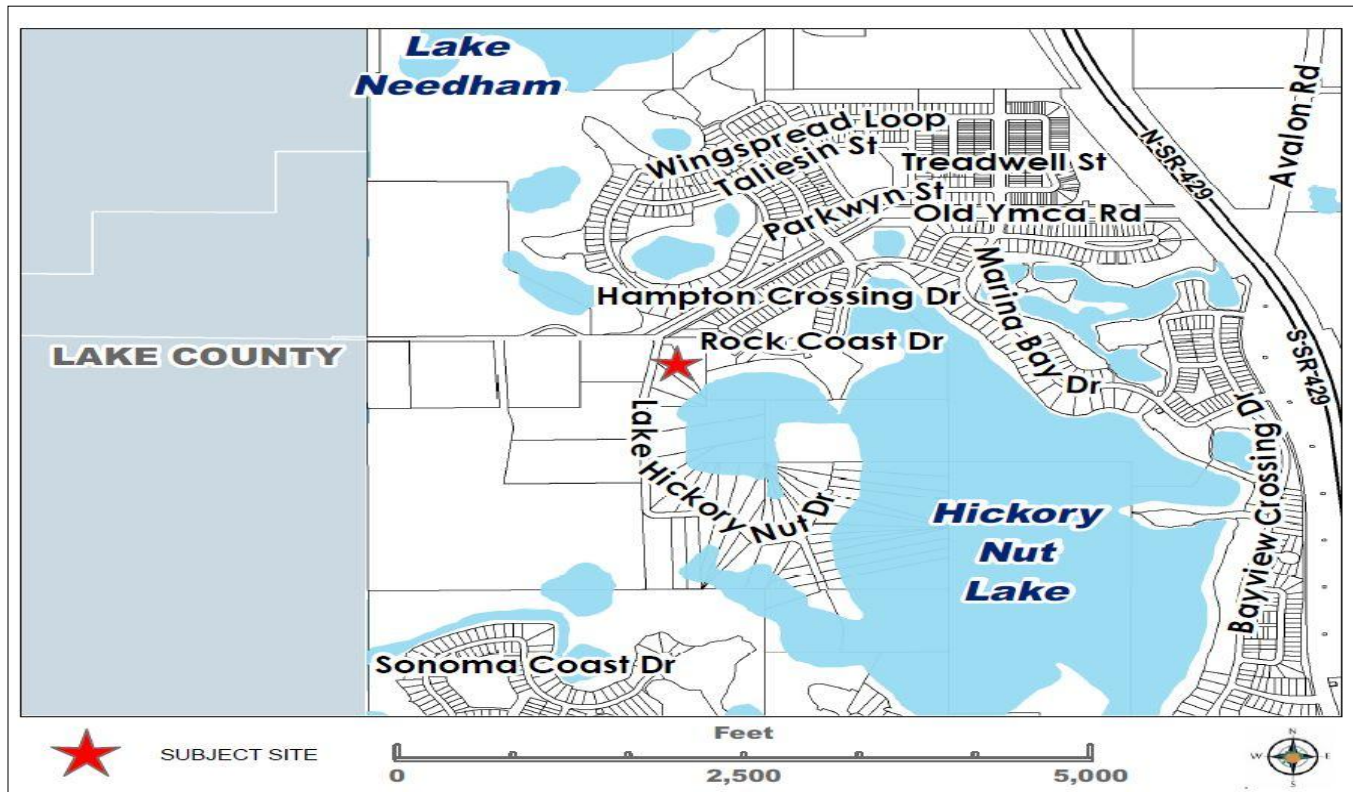 Lake
Needham
Wingspread Loop
Taliesin St
Treadwell St
Parkwyn St
Old Ymca Rd
N-SR-429
Avalon Rd
Hampton Crossing Dr
Marina Bay Dr
Rock Coast Dr
LAKE COUNTY
S-SR-429
Lake Hickory Nut Dr
Hickory
Nut
Lake
Bayview Crossing Dr
Sonoma Coast Dr
SUBJECT SITE
Feet
0 2,500 5,000
N
W E
S